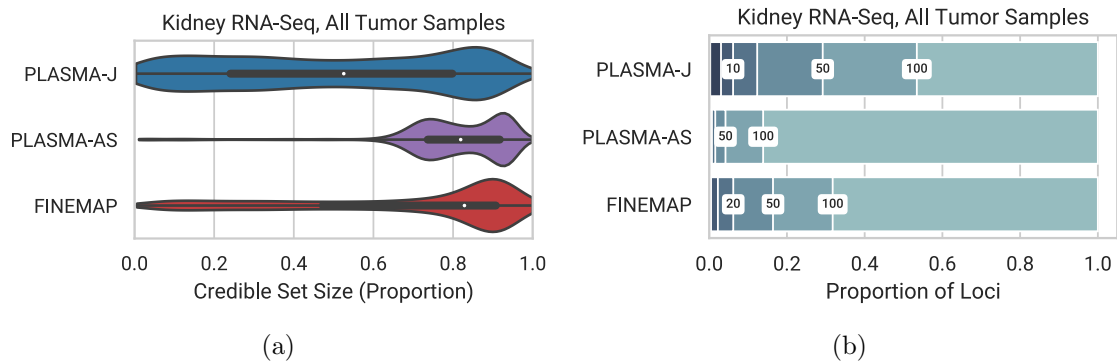 Kidney RNA-Seq, All Tumor Samples
PLASMA-J
PLASMA-AS
FINEMAP
0.0 0.2 0.4 0.6 0.8 1.0
Credible Set Size (Proportion)
(a)
Kidney RNA-Seq, All Tumor Samples
PLASMA-J 10 50 100
PLASMA-AS 50 100
FINEMAP 20 50 100
0.0 0.2 0.4 0.6 0.8 1.0
Proportion of Loci
(b)